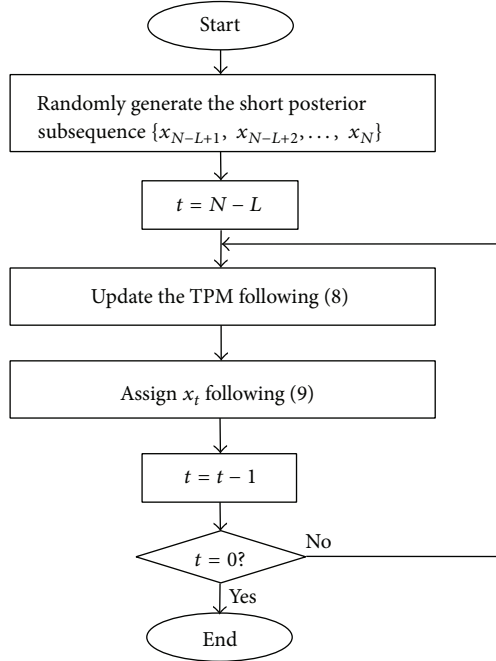 Start
Randomly generate the short posterior
subsequence {x_{N−L+1}, x_{N−L+2}, . . . , x_N}
t = N − L
Update the TPM following (8)
Assign x_t following (9)
t = t − 1
t = 0?
No
Yes
End